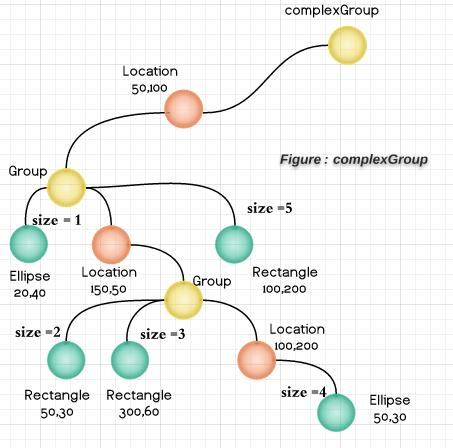 complexGroup
Location
50,100
Figure : complexGroup
Group
size = 1
size =5
Ellipse
20,40
Location
150,50
Rectangle
100,200
Group
size=2
size =3
Location
100,200
Rectangle
50,30
Rectangle
300,60
size =4
Ellipse
50,30